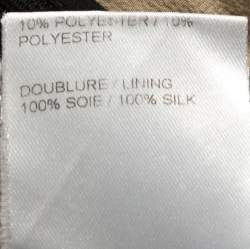 10% POLYESTER / 10%
POLYESTER
DOUBLURE / LINING
100% SOIE / 100% SILK